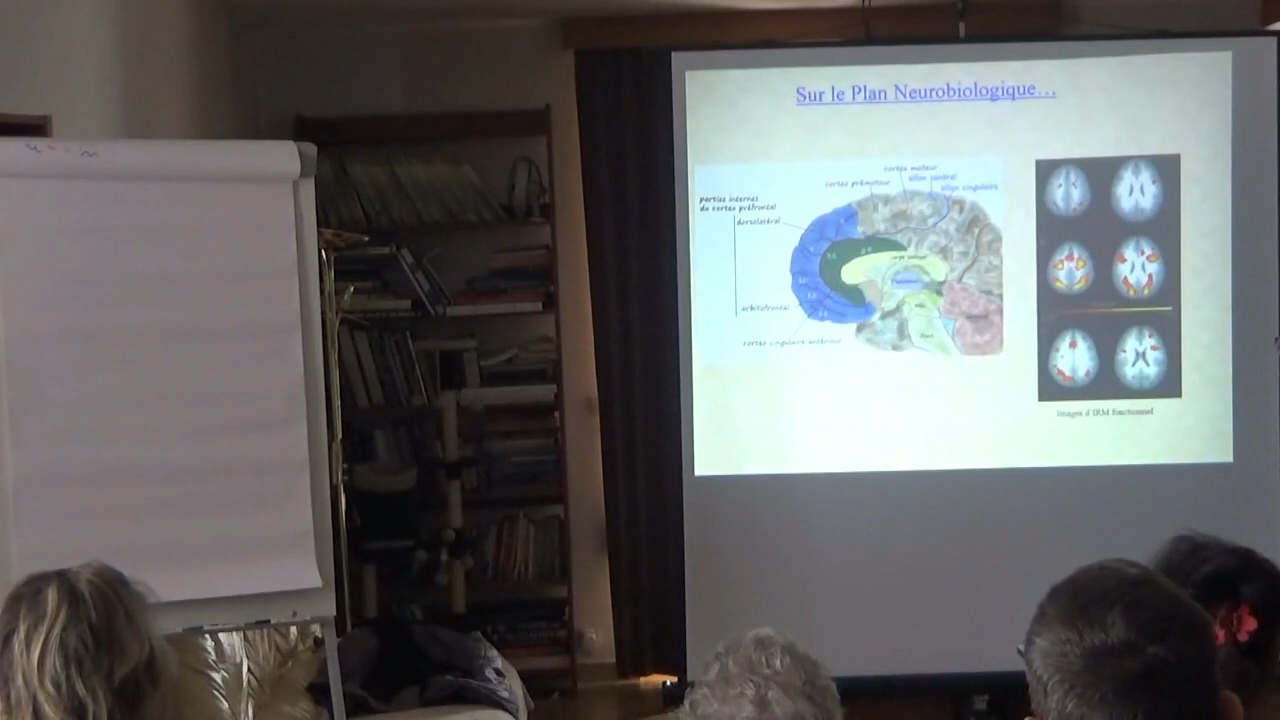 Sur le Plan Neurobiologique...
cortex moteur
sillon central
cortex prémoteur
sillon cingulaire
parties internes
du cortex préfrontal
dorsolatéral
orbitofrontal
cortex cingulaire antérieur
Images d'IRM fonctionnel